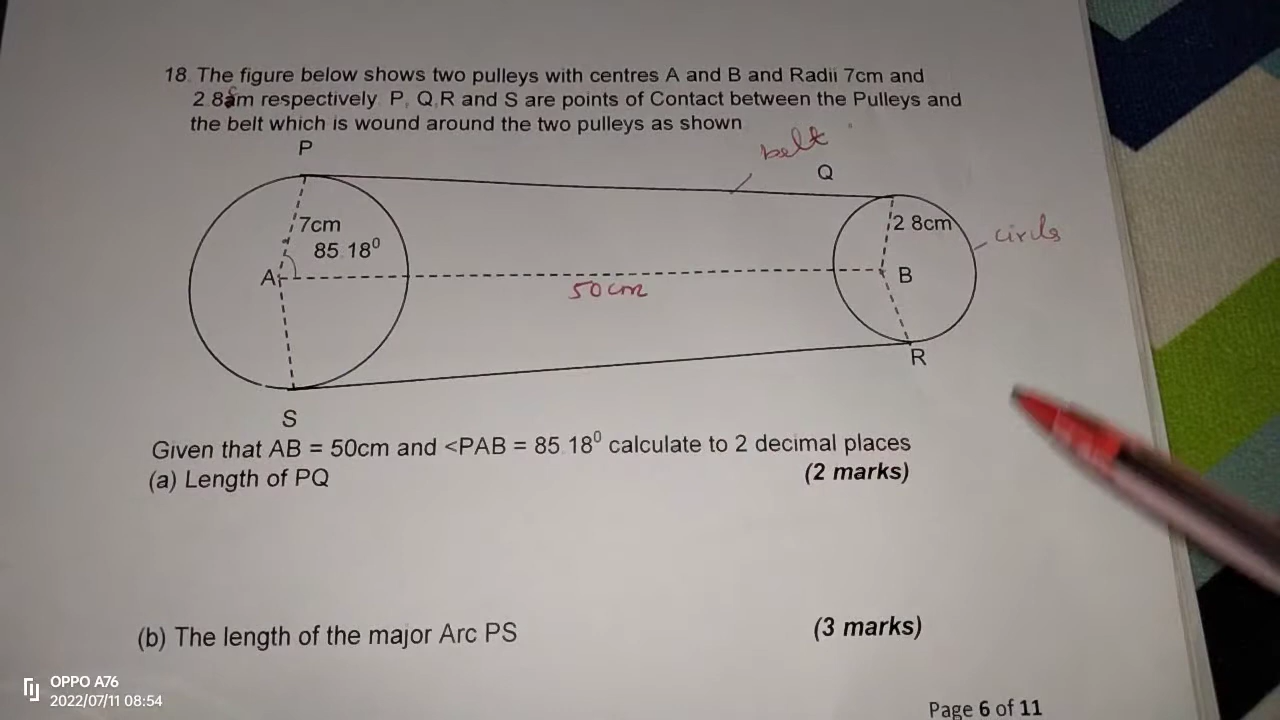 18. The figure below shows two pulleys with centres A and B and Radii 7cm and
2.8cm respectively P, Q,R and S are points of Contact between the Pulleys and
the belt which is wound around the two pulleys as shown
belt
P
Q
7cm
85.18⁰
2.8cm
circls
A
B
50cm
R
S
Given that AB = 50cm and <PAB = 85.18⁰ calculate to 2 decimal places
(a) Length of PQ (2 marks)
(b) The length of the major Arc PS (3 marks)
OPPO A76
2022/07/11 08:54
Page 6 of 11